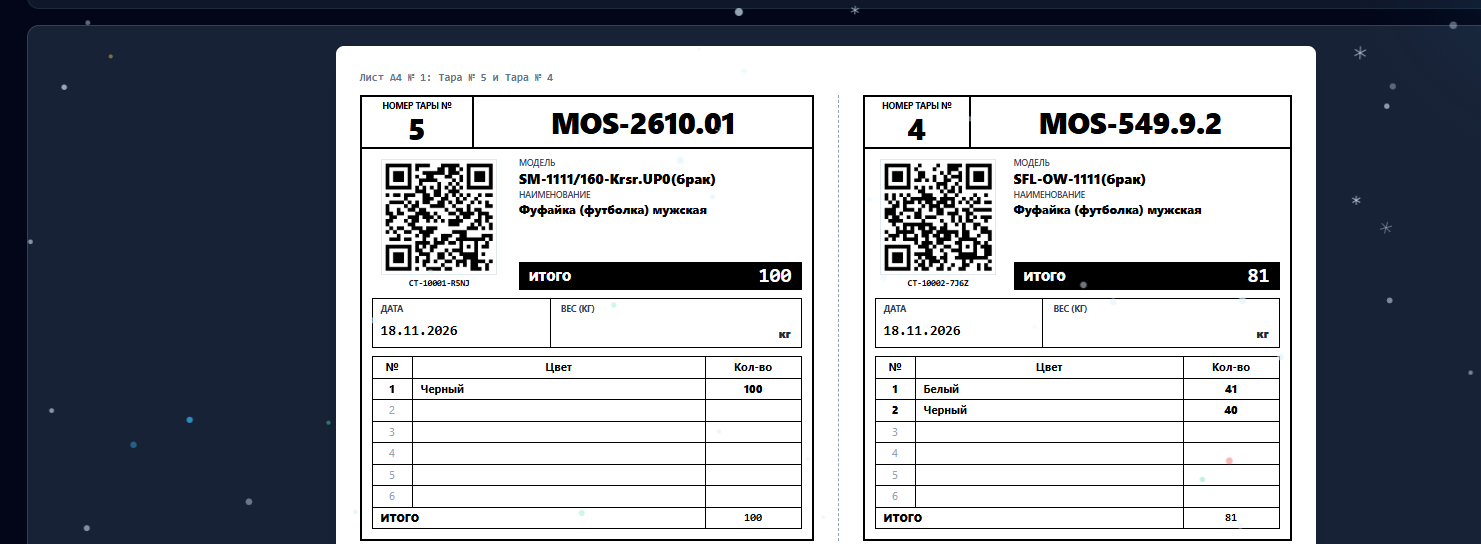 Лист А4 № 1: Тара № 5 и Тара № 4
НОМЕР ТАРЫ №
5
MOS-2610.01
МОДЕЛЬ
SM-1111/160-Krsr.UP0(брак)
НАИМЕНОВАНИЕ
Фуфайка (футболка) мужская
CT-10001-R5NJ
ИТОГО 100
ДАТА
18.11.2026
ВЕС (КГ)
кг
№ Цвет Кол-во
1 Черный 100
2
3
4
5
6
ИТОГО 100
НОМЕР ТАРЫ №
4
MOS-549.9.2
МОДЕЛЬ
SFL-OW-1111(брак)
НАИМЕНОВАНИЕ
Фуфайка (футболка) мужская
CT-10002-7J6Z
ИТОГО 81
ДАТА
18.11.2026
ВЕС (КГ)
кг
№ Цвет Кол-во
1 Белый 41
2 Черный 40
3
4
5
6
ИТОГО 81